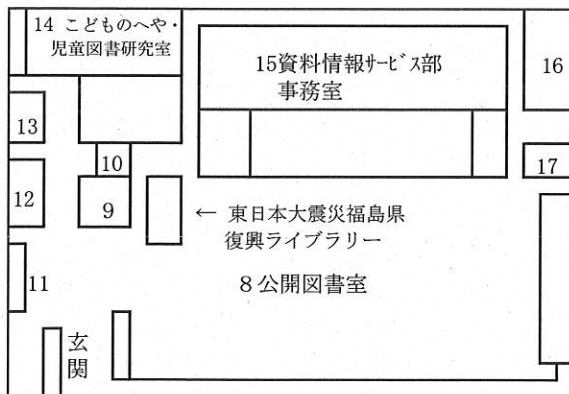 14 こどものへや・
児童図書研究室
15資料情報サービス部
事務室
16
13
10
17
12
9
← 東日本大震災福島県
復興ライブラリー
11
8公開図書室
玄
関